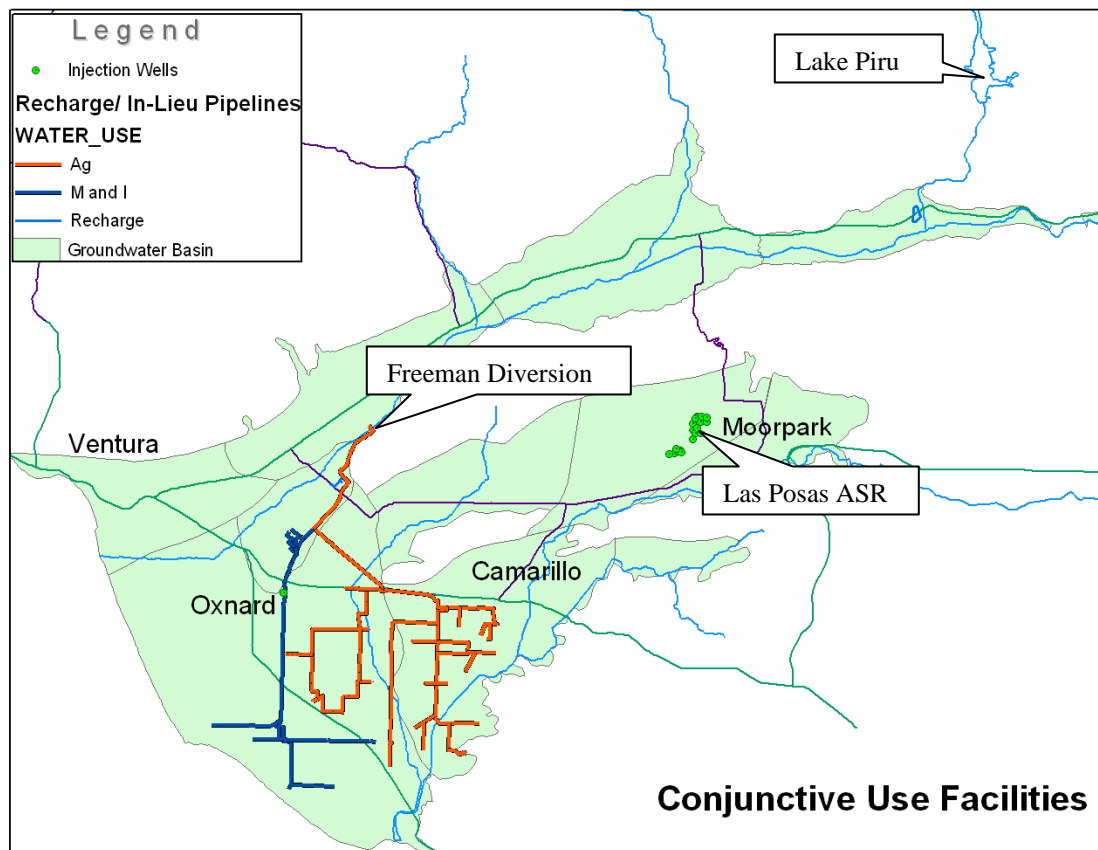 Legend
Injection Wells
Recharge/ In-Lieu Pipelines
WATER_USE
Ag
M and I
Recharge
Groundwater Basin
Lake Piru
Freeman Diversion
Ventura
Moorpark
Las Posas ASR
Camarillo
Oxnard
Conjunctive Use Facilities